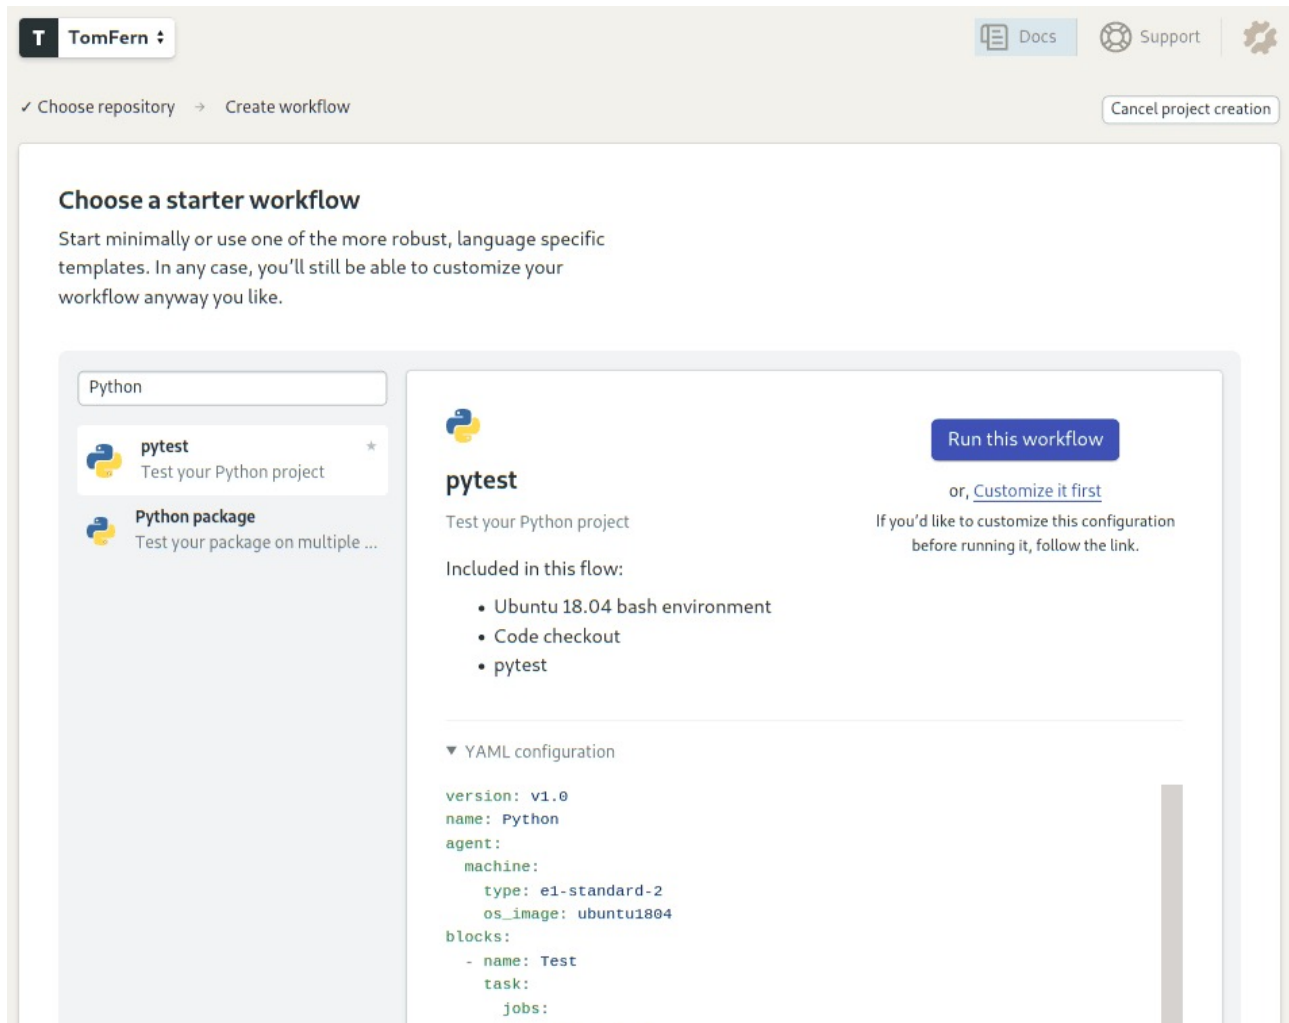 T TomFern
Docs
Support
✓ Choose repository → Create workflow
Cancel project creation
Choose a starter workflow
Start minimally or use one of the more robust, language specific
templates. In any case, you’ll still be able to customize your
workflow anyway you like.
Python
pytest
Test your Python project
Python package
Test your package on multiple ...
pytest
Test your Python project
Run this workflow
or, Customize it first
If you’d like to customize this configuration
before running it, follow the link.
Included in this flow:
• Ubuntu 18.04 bash environment
• Code checkout
• pytest
▼ YAML configuration
version: v1.0
name: Python
agent:
  machine:
    type: e1-standard-2
    os_image: ubuntu1804
blocks:
  - name: Test
    task:
      jobs: